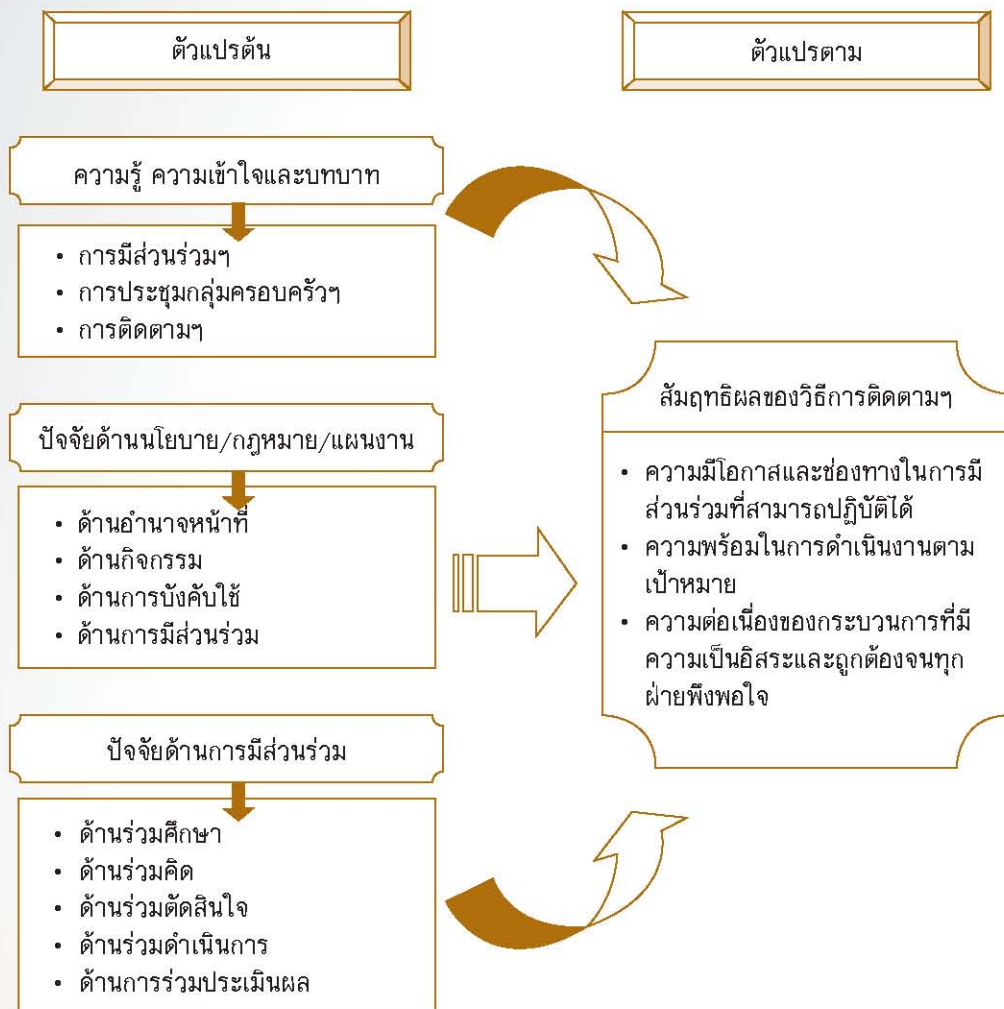 ตัวแปรต้น
ตัวแปรตาม
ความรู้ ความเข้าใจและบทบาท
• การมีส่วนร่วมฯ
• การประชุมกลุ่มครอบครัวฯ
• การติดตามฯ
ปัจจัยด้านนโยบาย/กฎหมาย/แผนงาน
• ด้านอำนาจหน้าที่
• ด้านกิจกรรม
• ด้านการบังคับใช้
• ด้านการมีส่วนร่วม
ปัจจัยด้านการมีส่วนร่วม
• ด้านร่วมศึกษา
• ด้านร่วมคิด
• ด้านร่วมตัดสินใจ
• ด้านร่วมดำเนินการ
• ด้านการร่วมประเมินผล
สัมฤทธิผลของวิธีการติดตามฯ
• ความมีโอกาสและช่องทางในการมี
ส่วนร่วมที่สามารถปฏิบัติได้
• ความพร้อมในการดำเนินงานตาม
เป้าหมาย
• ความต่อเนื่องของกระบวนการที่มี
ความเป็นอิสระและถูกต้องจนทุก
ฝ่ายพึงพอใจ